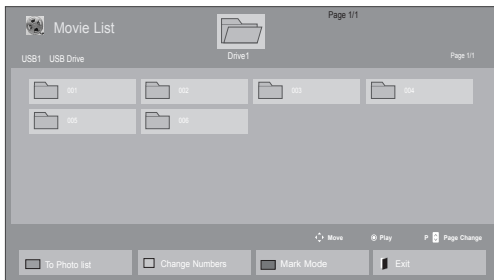 Page 1/1
Movie List
Drive1
USB1 USB Drive
Page 1/1
001 002 003 004
005 006
Move Play P Page Change
To Photo list Change Numbers Mark Mode Exit